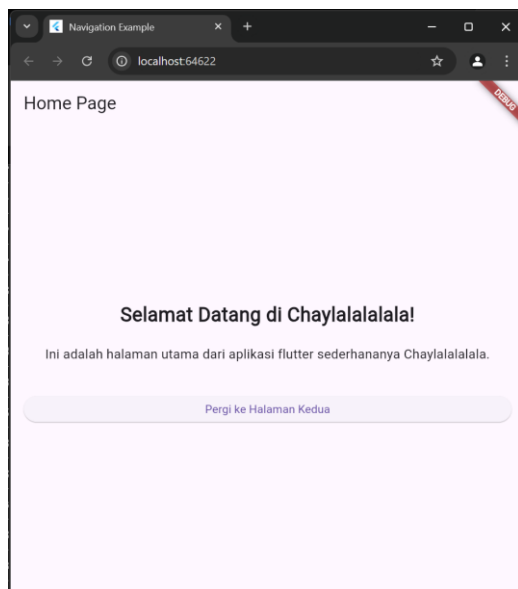 Navigation Example
localhost:64622
Home Page
DEBUG
Selamat Datang di Chaylalalalala!
Ini adalah halaman utama dari aplikasi flutter sederhananya Chaylalalalala.
Pergi ke Halaman Kedua